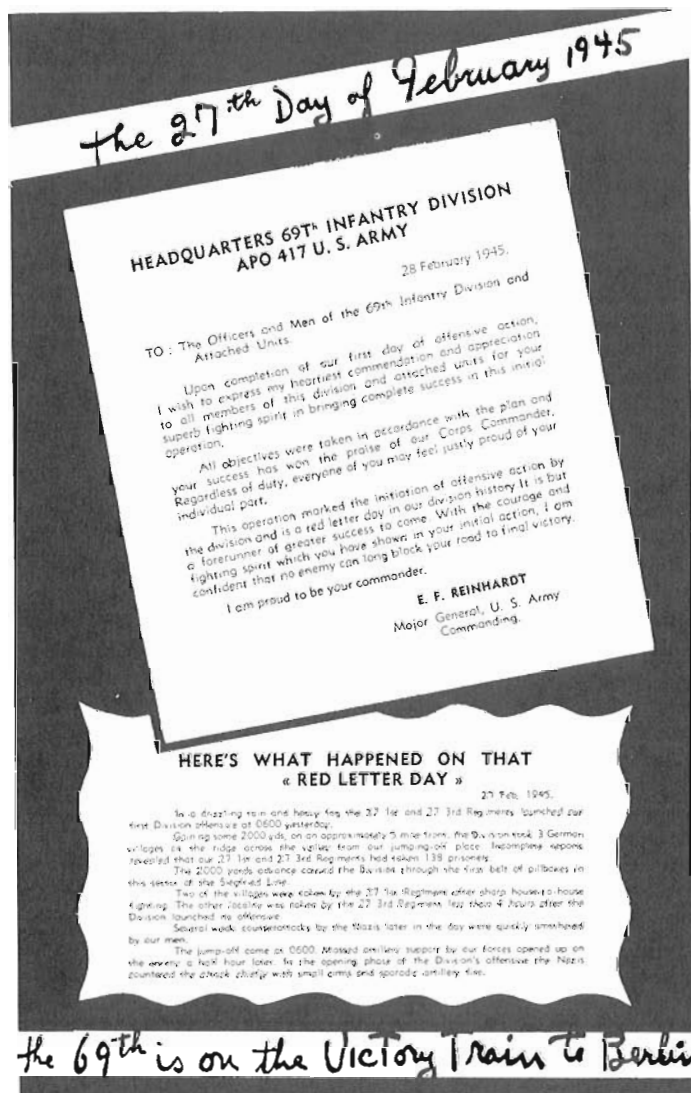 the 27th Day of February 1945
HEADQUARTERS 69Th INFANTRY DIVISION
APO 417 U. S. ARMY
28 February 1945.
TO : The Officers and Men of the 69th Infantry Division and
Attached Units.
Upon completion of our first day of offensive action,
I wish to express my heartiest commendation and appreciation
to all members of this division and attached units for your
superb fighting spirit in bringing complete success in this initial
operation.
All objectives were taken in accordance with the plan and
your success has won the praise of our Corps Commander.
Regardless of duty, everyone of you may feel justly proud of your
individual part.
This operation marked the initiation of offensive action by
the division and is a red letter day in our division history It is but
a forerunner of greater success to come. With the courage and
fighting spirit which you have shown in your initial action, I am
confident that no enemy can long block your road to final victory.
I am proud to be your commander.
E. F. REINHARDT
Major General, U. S. Army
Commanding.
HERE'S WHAT HAPPENED ON THAT
« RED LETTER DAY »
27 Feb. 1945.
In a drizzling rain and heavy fog the 27 1st and 27 3rd Regiments launched our
first Division offensive at 0600 yesterday.
Gaining some 2000 yds, on an approximately 5 mile front, the Division took 3 German
villages on the ridge across the valley from our jumping-off place. Incomplete reports
revealed that our 27 1st and 27 3rd Regiments had taken 138 prisoners.
The 2000 yards advance carried the Division through the first belt of pillboxes in
this sector of the Siegfried Line.
Two of the villages were taken by the 27 1st Regiment after sharp house-to-house
fighting. The other locality was taken by the 27 3rd Regiment less than 4 hours after the
Division launched its offensive.
Several weak counterattacks by the Nazis later in the day were quickly smashed
by our men.
The jump-off came at 0600. Massed artillery support by our forces opened up on
the enemy a half hour later. In the opening phase of the Division's offensive the Nazis
countered the attack chiefly with small arms and sporadic artillery fire.
the 69th is on the Victory Train to Berlin